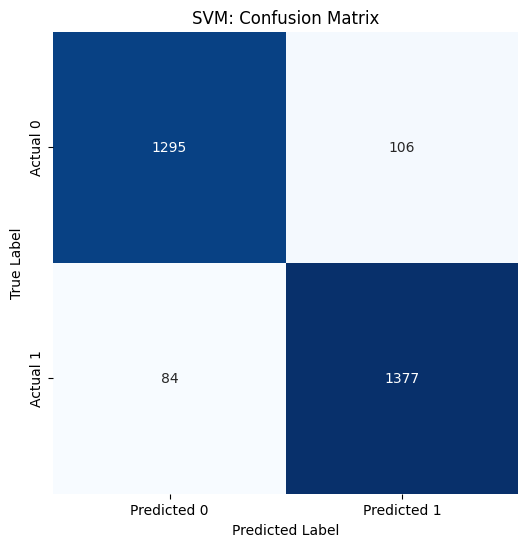 SVM: Confusion Matrix
Actual 0
1295
106
True Label
Actual 1
84
1377
Predicted 0
Predicted 1
Predicted Label